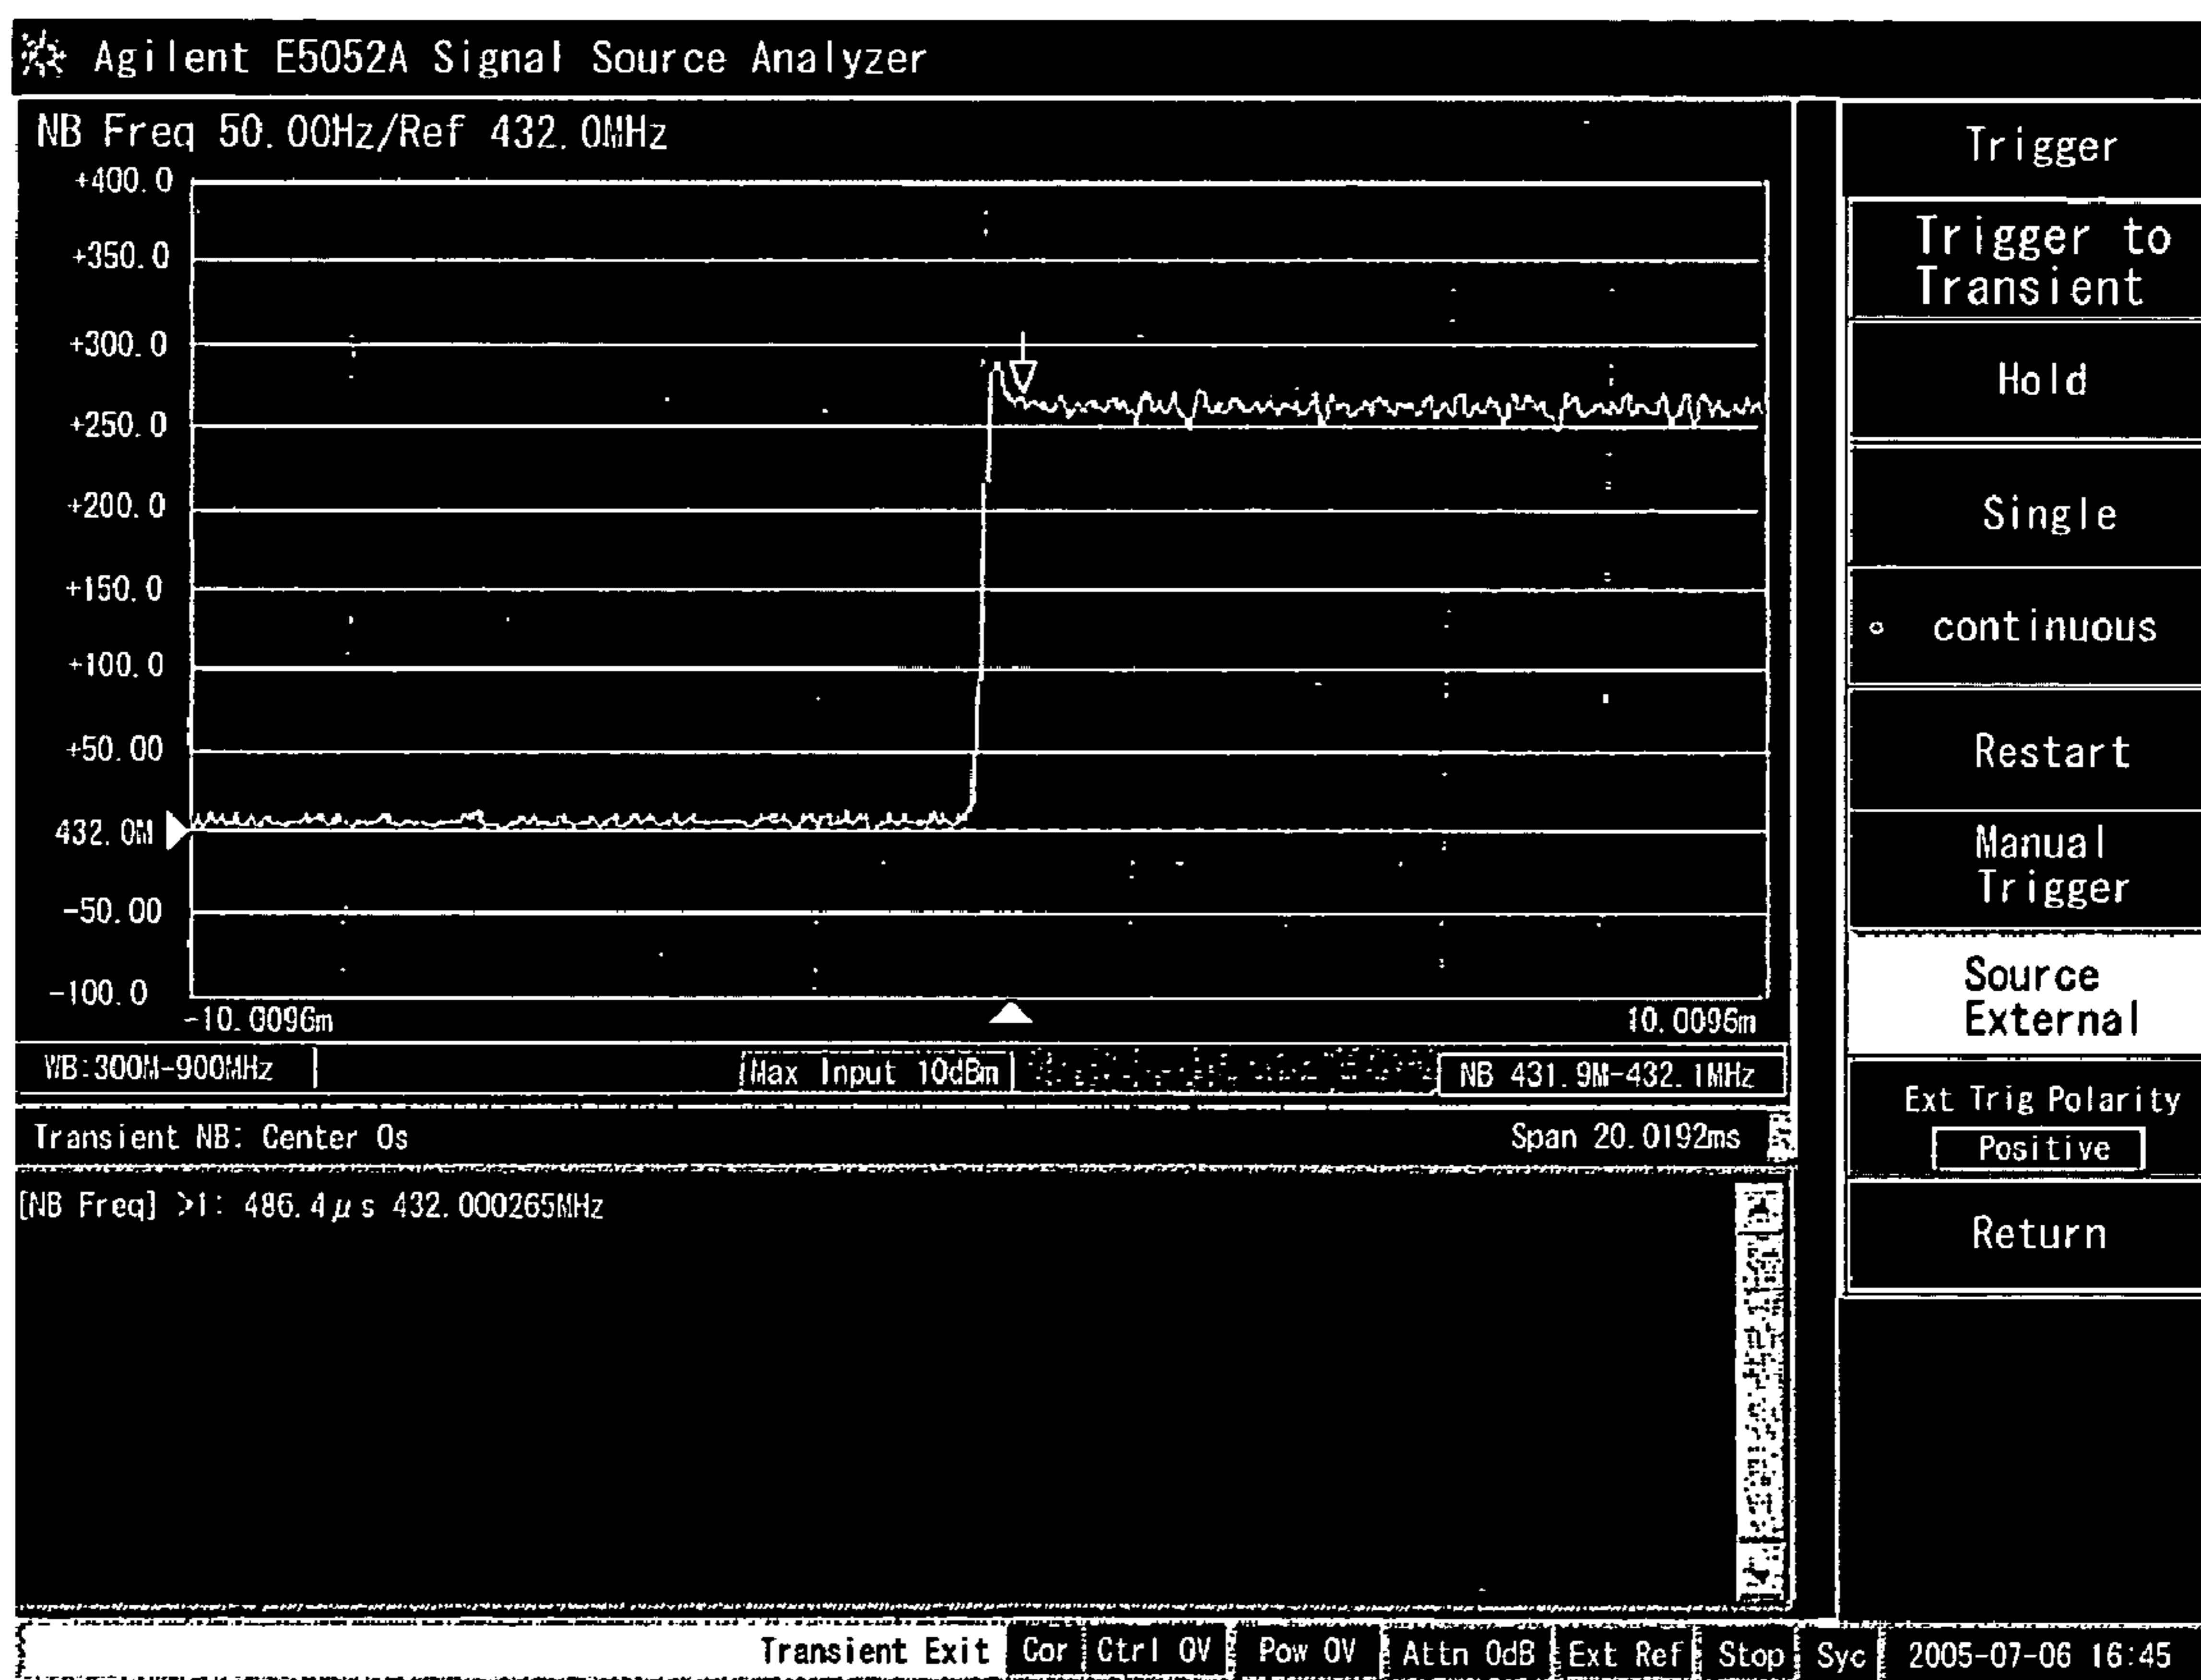 Agilent E5052A Signal Source Analyzer
NB Freq 50.00Hz/Ref 432.0MHz
+400.0
+350.0
+300.0
+250.0
+200.0
+150.0
+100.0
+50.00
432.0M
-50.00
-100.0
-10.0096m
10.0096m
WB:300M-900MHz
Max Input 10dBm
NB 431.9M-432.1MHz
Transient NB: Center 0s
Span 20.0192ms
[NB Freq] >1: 486.4μs 432.000265MHz
Trigger
Trigger to
Transient
Hold
Single
continuous
Restart
Manual
Trigger
Source
External
Ext Trig Polarity
Positive
Return
Transient Exit
Cor
Ctrl 0V
Pow 0V
Attn 0dB
Ext Ref
Stop
Syc
2005-07-06 16:45